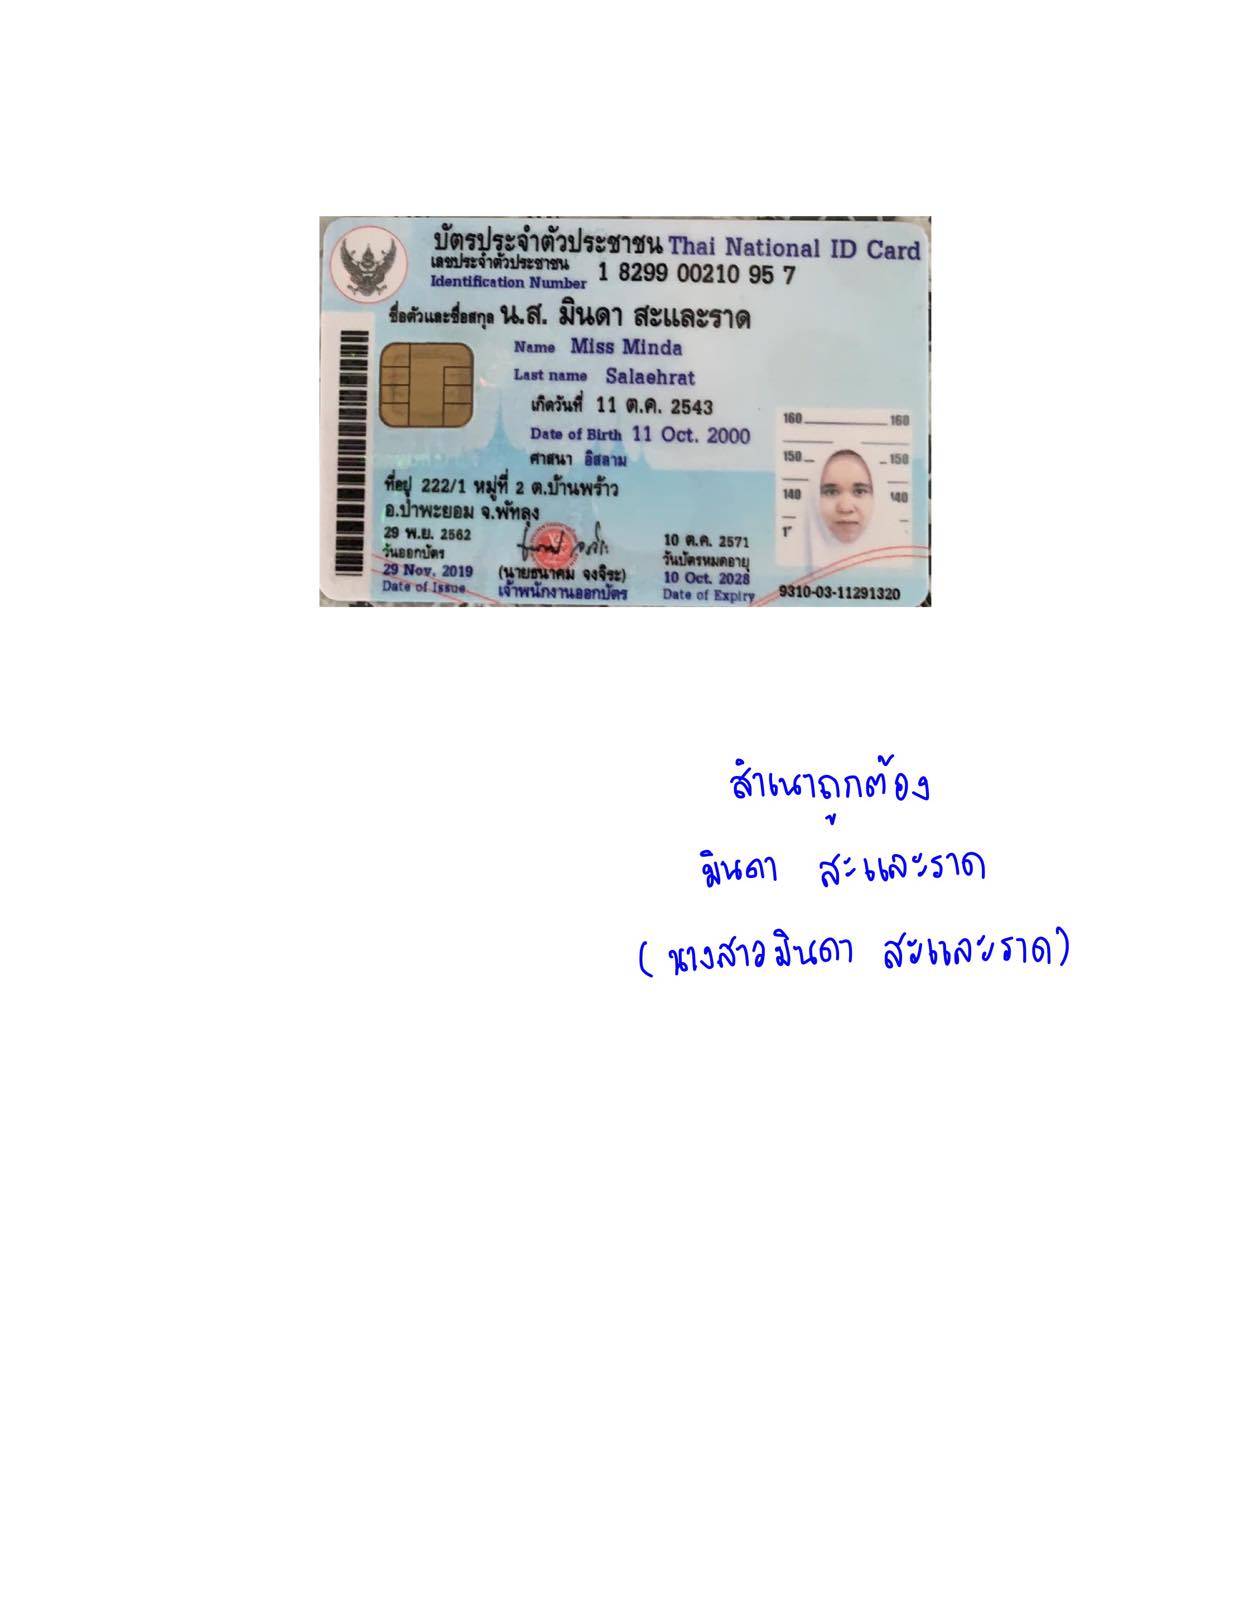 บัตรประจำตัวประชาชน Thai National ID Card
เลขประจำตัวประชาชน
Identification Number 1 8299 00210 95 7
ชื่อตัวและชื่อสกุล น.ส. มินดา สะและราด
Name Miss Minda
Last name Salaehrat
เกิดวันที่ 11 ต.ค. 2543
Date of Birth 11 Oct. 2000
ศาสนา อิสลาม
ที่อยู่ 222/1 หมู่ที่ 2 ต.บ้านพร้าว
อ.ป่าพะยอม จ.พัทลุง
29 พ.ย. 2562
วันออกบัตร
29 Nov. 2019
Date of Issue
(นายธนาคม จงจิระ)
เจ้าพนักงานออกบัตร
10 ต.ค. 2571
วันบัตรหมดอายุ
10 Oct. 2028
Date of Expiry
160 160
150 150
140 140
9310-03-11291320
สำเนาถูกต้อง
มินดา สะและราด
(นางสาวมินดา สะและราด)